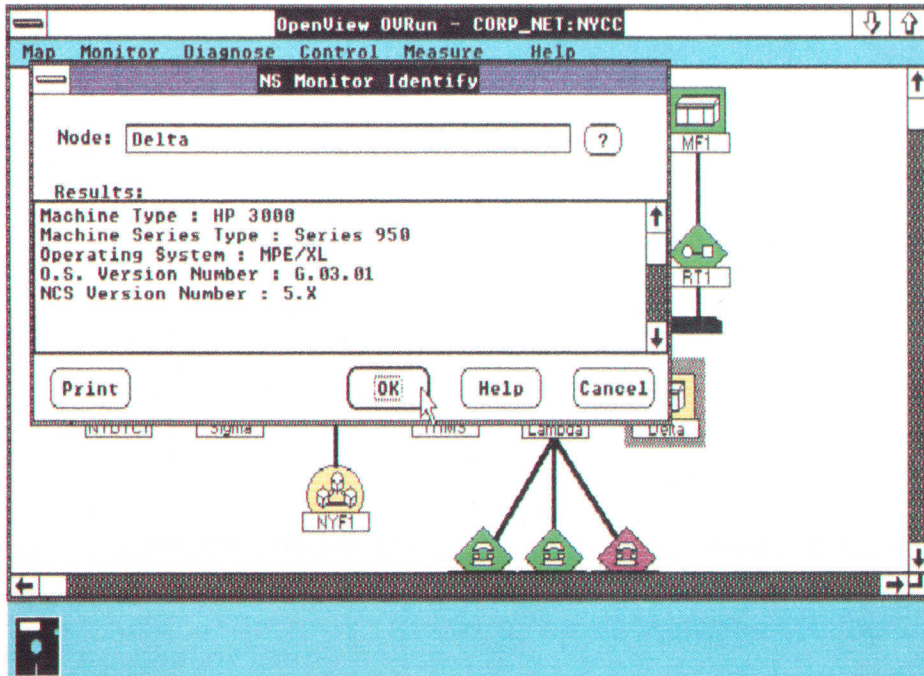 OpenView OVRun - CORP_NET:NYCC
Map Monitor Diagnose Control Measure Help
NS Monitor Identify
Node: Delta ?
Results:
Machine Type : HP 3000
Machine Series Type : Series 950
Operating System : MPE/XL
O.S. Version Number : G.03.01
NCS Version Number : 5.X
Print OK Help Cancel
MF1
RT1
Sigma Lambda Delta
NYF1